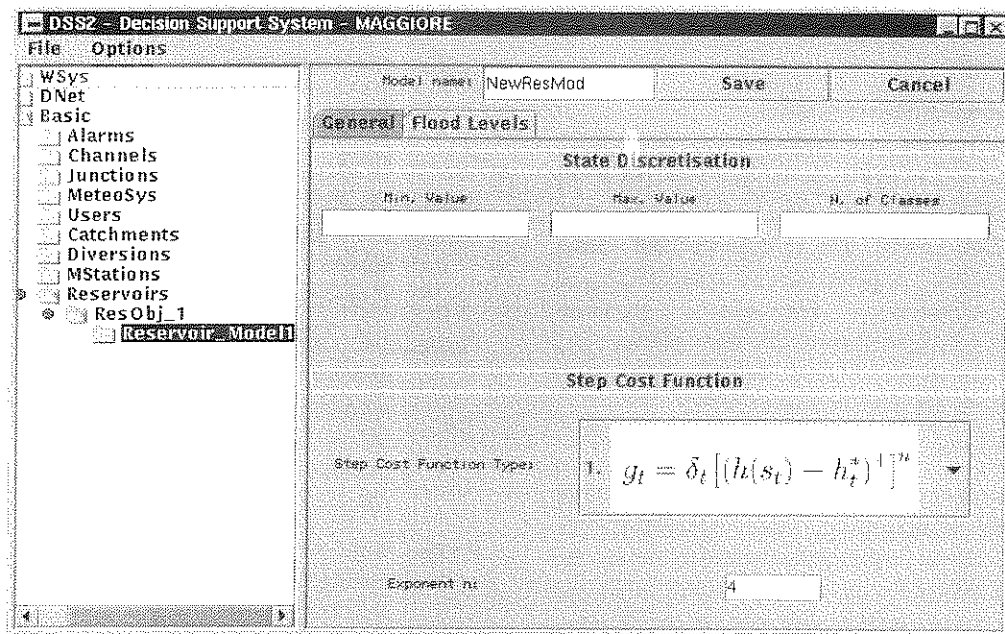 DSS2 - Decision Support System - MAGGIORE
File Options
WSys
DNet
Basic
Alarms
Channels
Junctions
MeteoSys
Users
Catchments
Diversions
MStations
Reservoirs
ResObj_1
Reservoir_Model1
Model name: NewResMod Save Cancel
General Flood Levels
State Discretisation
Min. Value Max. Value N. of Classes
Step Cost Function
Step Cost Function Type: 1. g_t = δ_t[(h(s_t) − h_t^*)^+]^n
Exponent n: 4